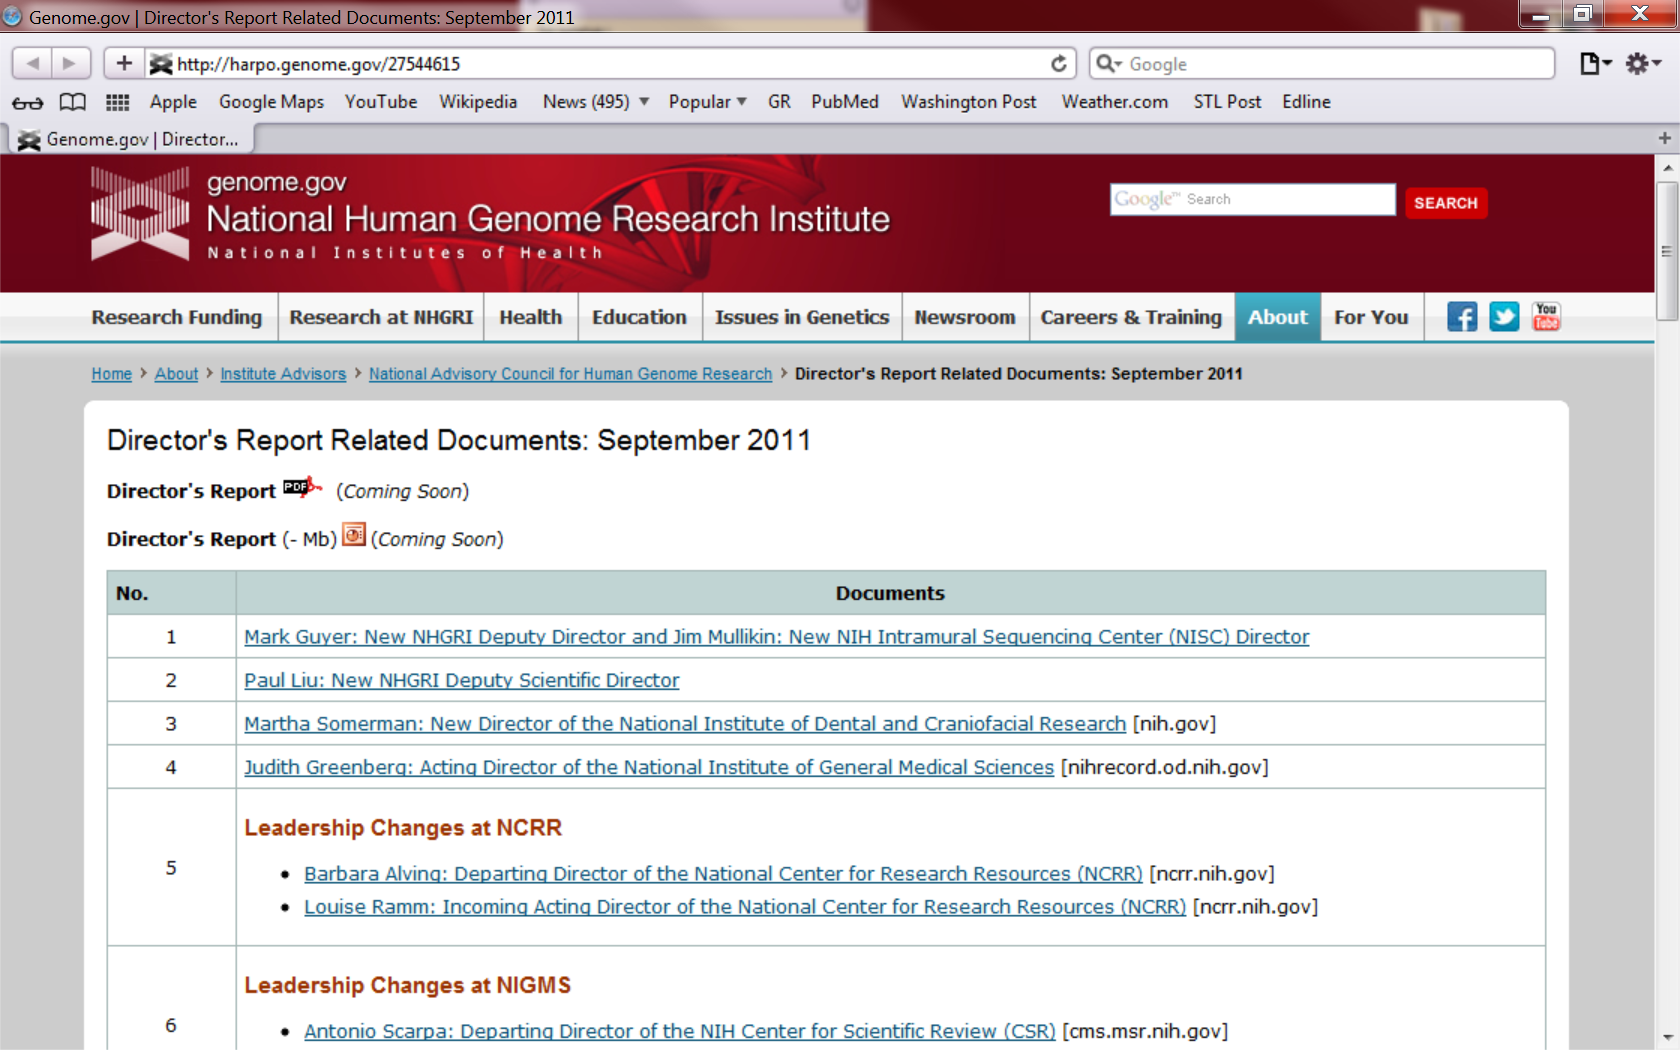 Genome.gov | Director's Report Related Documents: September 2011
http://harpo.genome.gov/27544615
Google
Apple Google Maps YouTube Wikipedia News (495) Popular GR PubMed Washington Post Weather.com STL Post Edline
Genome.gov | Director...
genome.gov
National Human Genome Research Institute
National Institutes of Health
Google™ Search SEARCH
Research Funding Research at NHGRI Health Education Issues in Genetics Newsroom Careers & Training About For You f You Tube
Home > About > Institute Advisors > National Advisory Council for Human Genome Research > Director's Report Related Documents: September 2011
Director's Report Related Documents: September 2011
Director's Report PDF (Coming Soon)
Director's Report (- Mb) (Coming Soon)
No. Documents
1 Mark Guyer: New NHGRI Deputy Director and Jim Mullikin: New NIH Intramural Sequencing Center (NISC) Director
2 Paul Liu: New NHGRI Deputy Scientific Director
3 Martha Somerman: New Director of the National Institute of Dental and Craniofacial Research [nih.gov]
4 Judith Greenberg: Acting Director of the National Institute of General Medical Sciences [nihrecord.od.nih.gov]
5
Leadership Changes at NCRR
• Barbara Alving: Departing Director of the National Center for Research Resources (NCRR) [ncrr.nih.gov]
• Louise Ramm: Incoming Acting Director of the National Center for Research Resources (NCRR) [ncrr.nih.gov]
6
Leadership Changes at NIGMS
• Antonio Scarpa: Departing Director of the NIH Center for Scientific Review (CSR) [cms.msr.nih.gov]